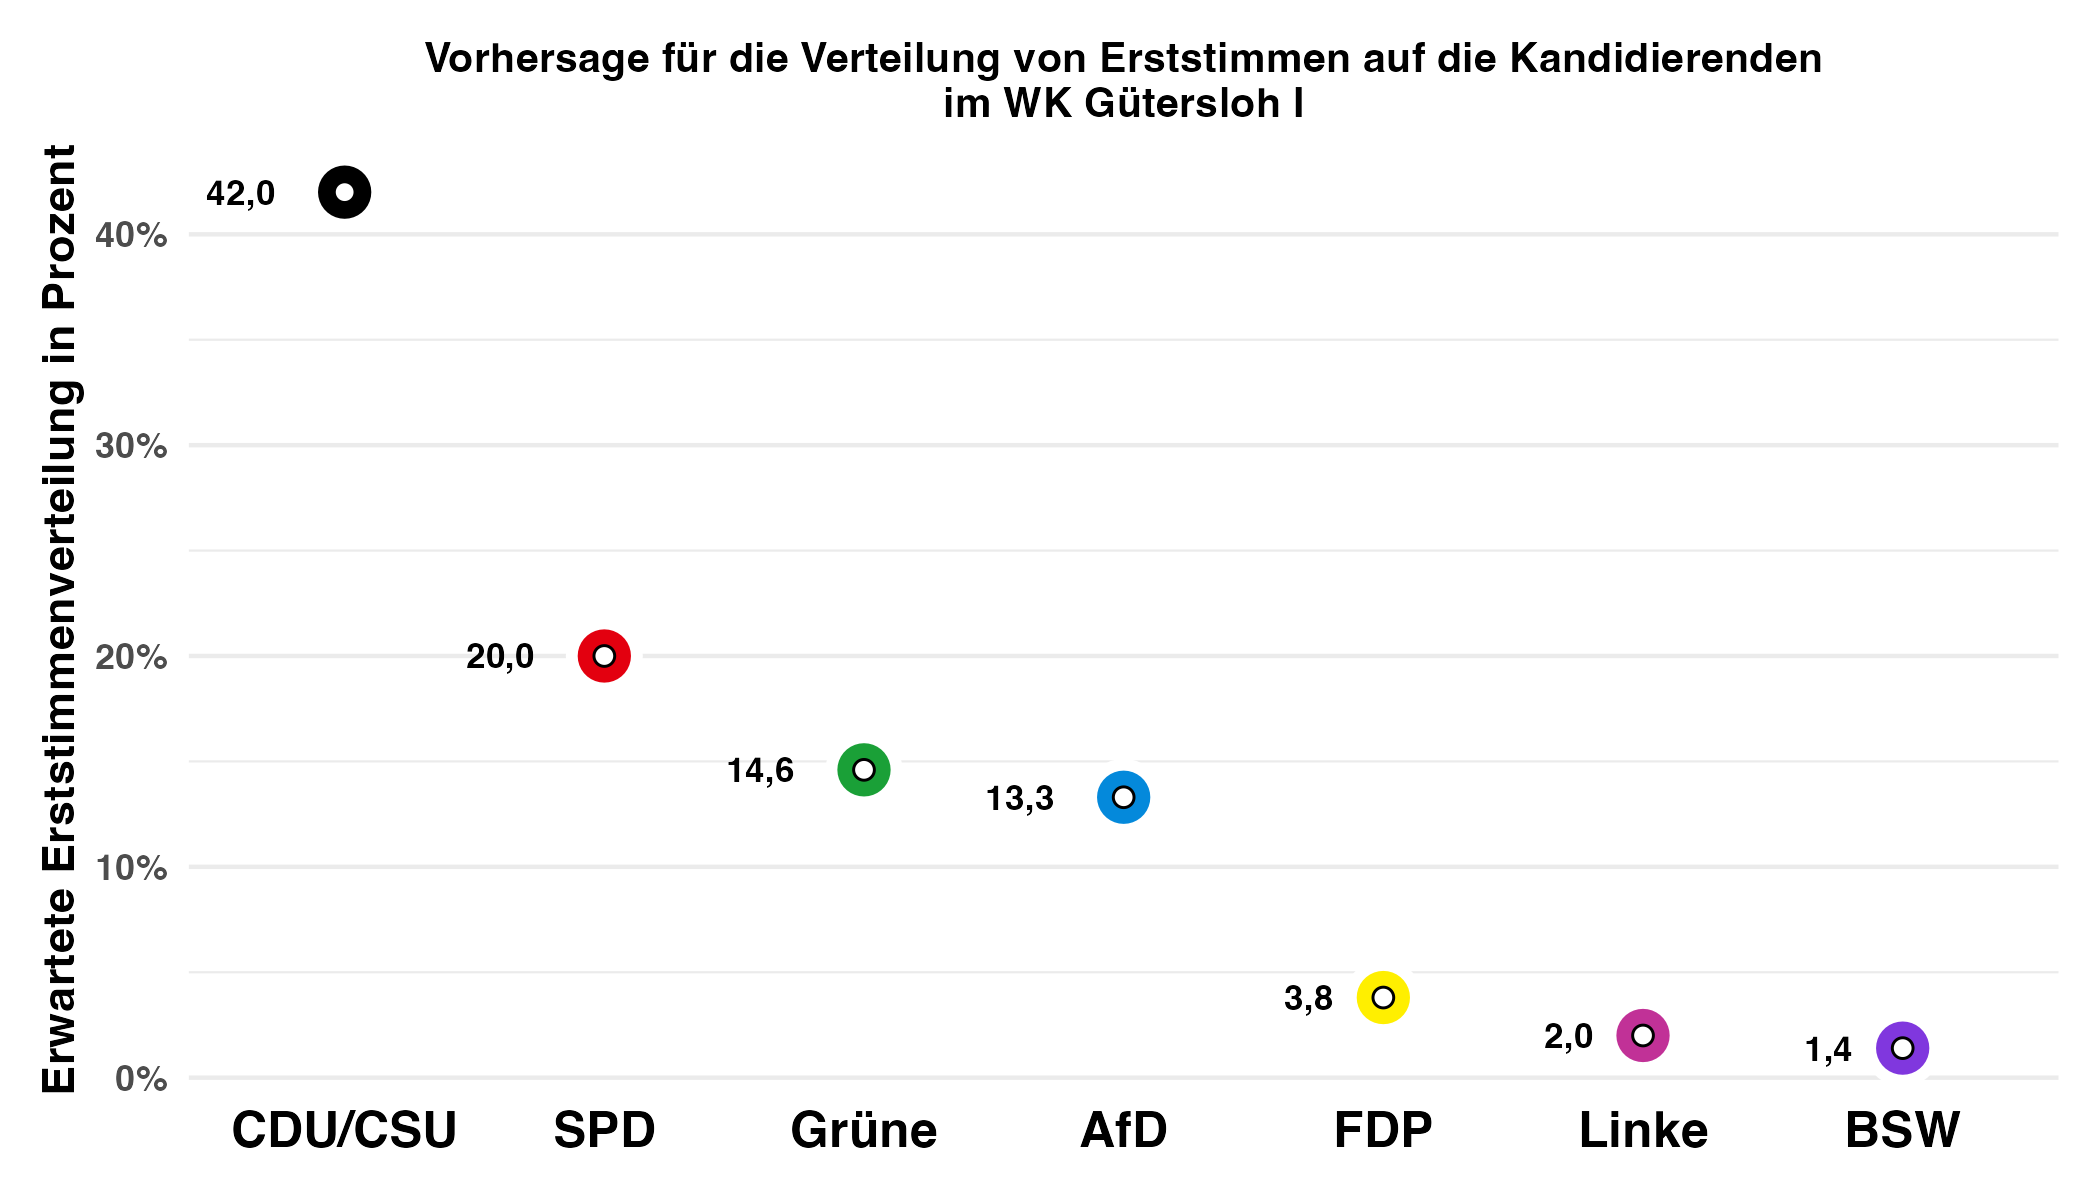 Vorhersage für die Verteilung von Erststimmen auf die Kandidierenden
im WK Gütersloh I
Erwartete Erststimmenverteilung in Prozent
40%
30%
20%
10%
0%
42,0
20,0
14,6
13,3
3,8
2,0
1,4
CDU/CSU
SPD
Grüne
AfD
FDP
Linke
BSW